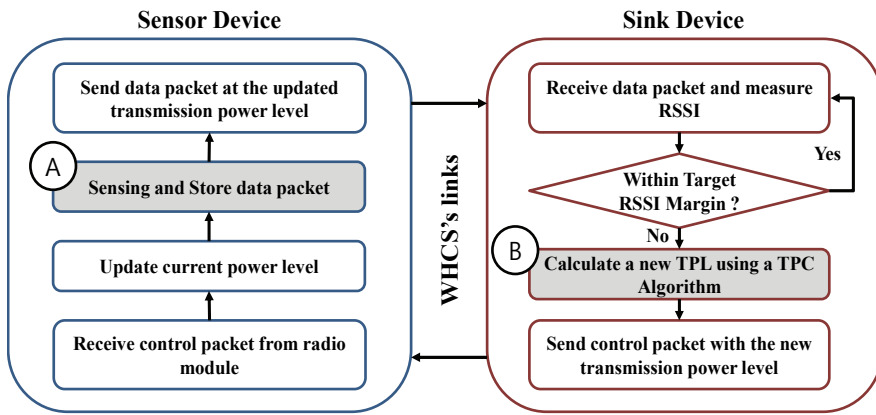 Sensor Device
Send data packet at the updated
transmission power level
A
Sensing and Store data packet
Update current power level
Receive control packet from radio
module
WHCS's links
Sink Device
Receive data packet and measure
RSSI
Yes
Within Target
RSSI Margin ?
No
B
Calculate a new TPL using a TPC
Algorithm
Send control packet with the new
transmission power level